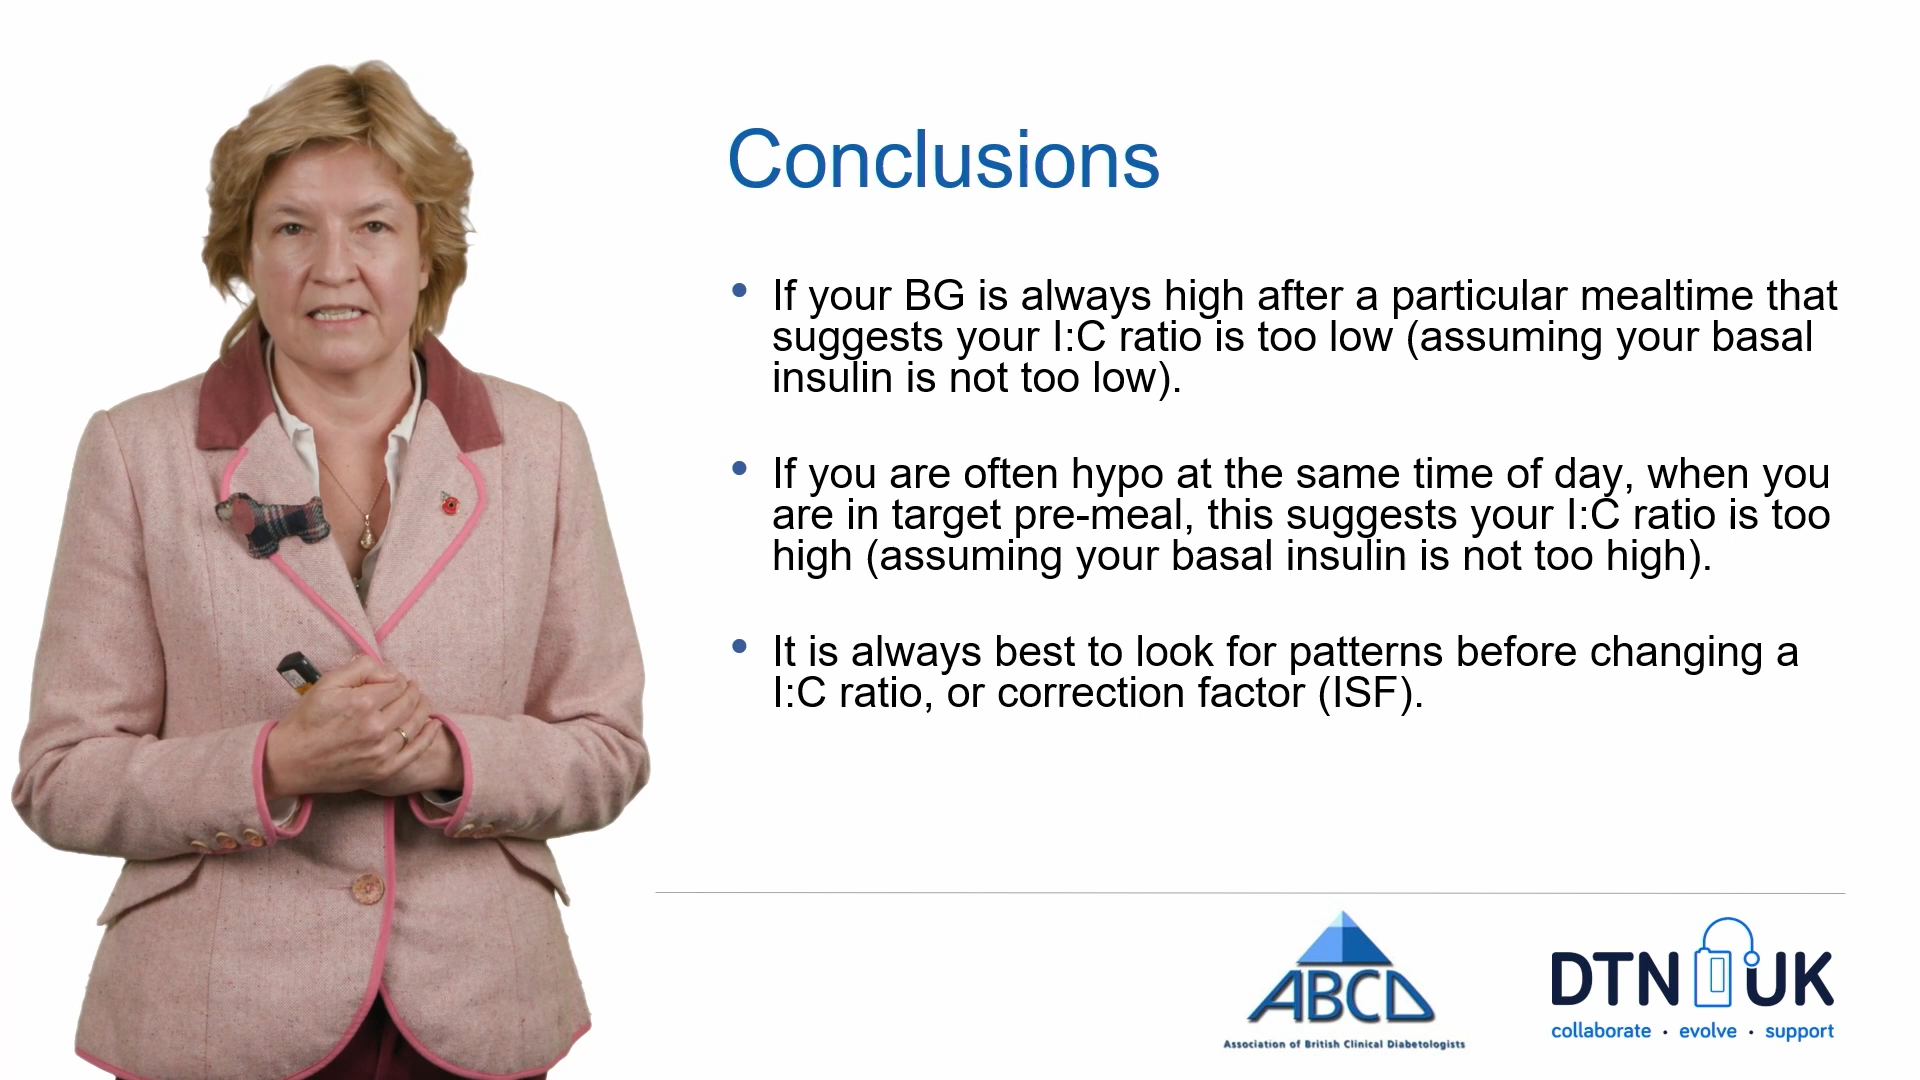 Conclusions
• If your BG is always high after a particular mealtime that
suggests your I:C ratio is too low (assuming your basal
insulin is not too low).
• If you are often hypo at the same time of day, when you
are in target pre-meal, this suggests your I:C ratio is too
high (assuming your basal insulin is not too high).
• It is always best to look for patterns before changing a
I:C ratio, or correction factor (ISF).
ABCD
Association of British Clinical Diabetologists
DTN UK
collaborate • evolve • support